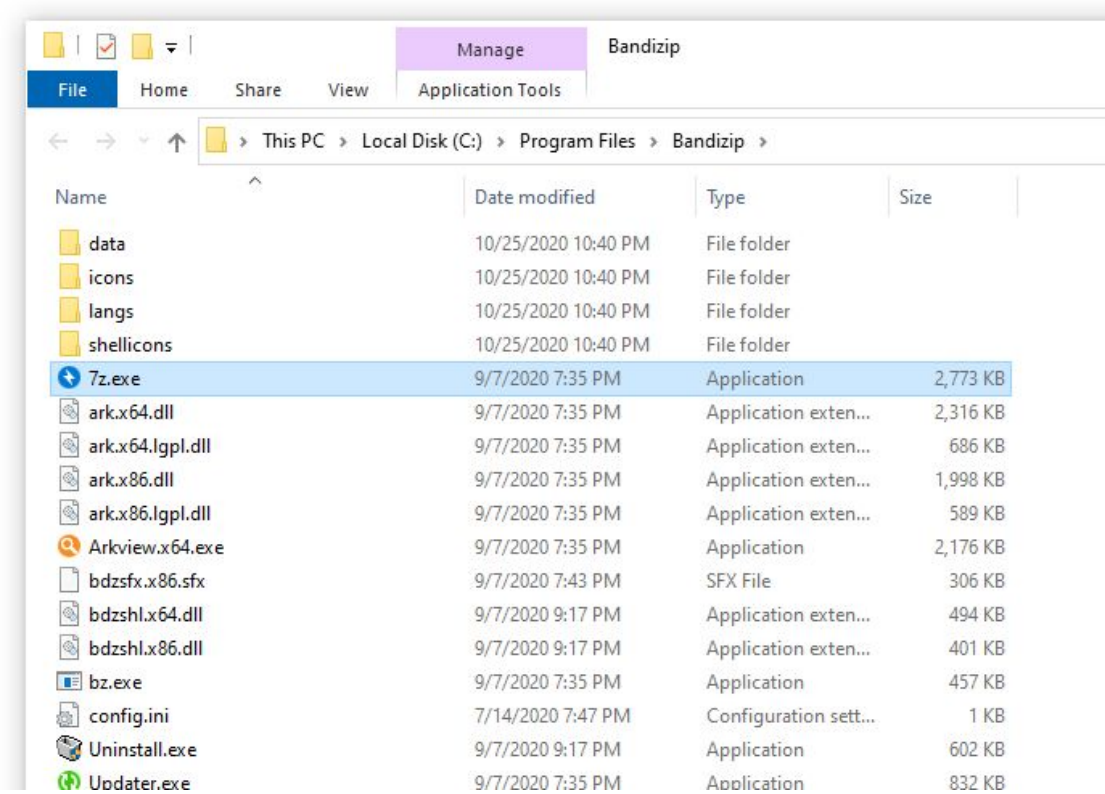 Manage Bandizip
File Home Share View Application Tools
This PC > Local Disk (C:) > Program Files > Bandizip >
Name Date modified Type Size
data 10/25/2020 10:40 PM File folder
icons 10/25/2020 10:40 PM File folder
langs 10/25/2020 10:40 PM File folder
shellicons 10/25/2020 10:40 PM File folder
7z.exe 9/7/2020 7:35 PM Application 2,773 KB
ark.x64.dll 9/7/2020 7:35 PM Application exten... 2,316 KB
ark.x64.lgpl.dll 9/7/2020 7:35 PM Application exten... 686 KB
ark.x86.dll 9/7/2020 7:35 PM Application exten... 1,998 KB
ark.x86.lgpl.dll 9/7/2020 7:35 PM Application exten... 589 KB
Arkview.x64.exe 9/7/2020 7:35 PM Application 2,176 KB
bdzsfx.x86.sfx 9/7/2020 7:43 PM SFX File 306 KB
bdzshl.x64.dll 9/7/2020 9:17 PM Application exten... 494 KB
bdzshl.x86.dll 9/7/2020 9:17 PM Application exten... 401 KB
bz.exe 9/7/2020 7:35 PM Application 457 KB
config.ini 7/14/2020 7:47 PM Configuration sett... 1 KB
Uninstall.exe 9/7/2020 9:17 PM Application 602 KB
Updater.exe 9/7/2020 7:35 PM Application 832 KB